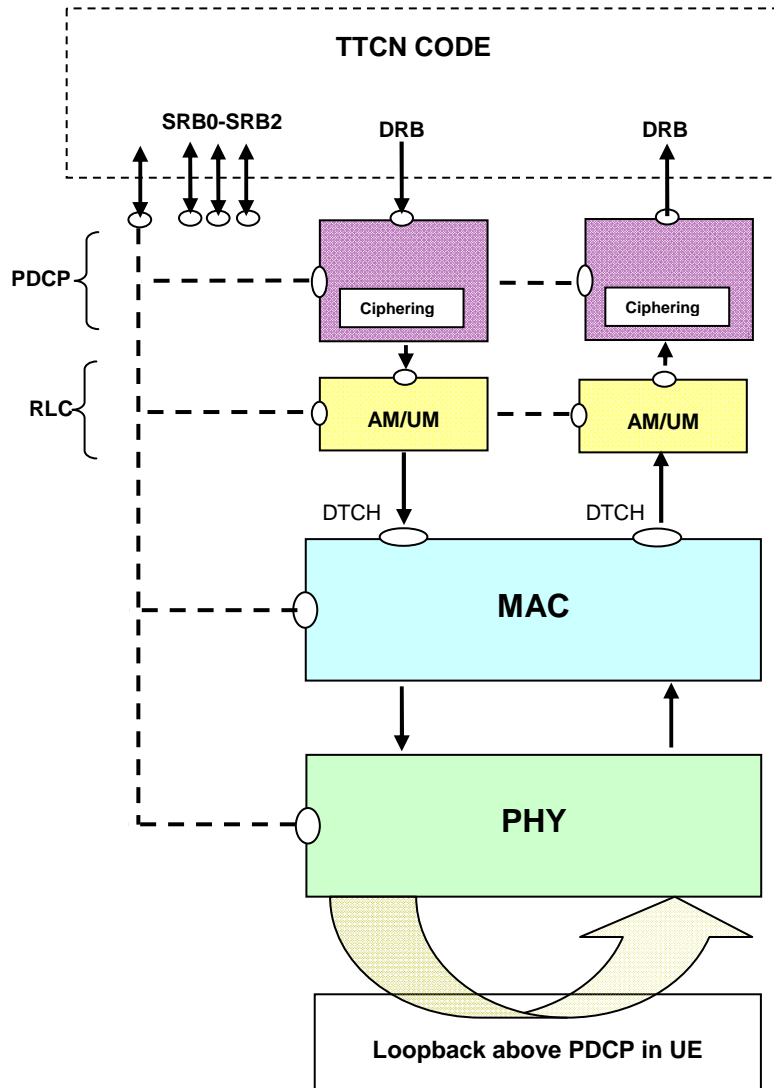 TTCN CODE
SRB0-SRB2
DRB
DRB
PDCP
Ciphering
Ciphering
RLC
AM/UM
AM/UM
DTCH
DTCH
MAC
PHY
Loopback above PDCP in UE